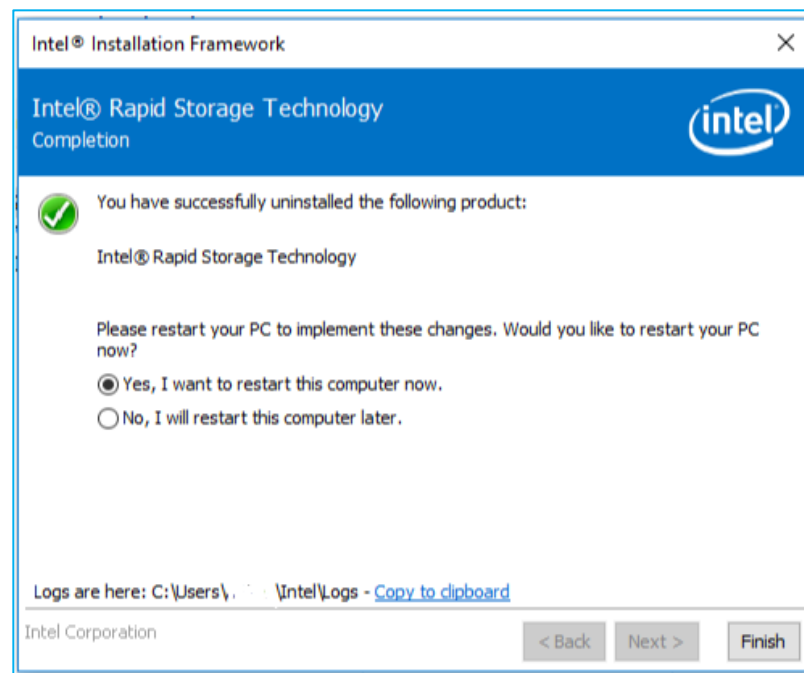 Intel® Installation Framework
Intel® Rapid Storage Technology
intel
Completion
You have successfully uninstalled the following product:
Intel® Rapid Storage Technology
Please restart your PC to implement these changes. Would you like to restart your PC
now?
Yes, I want to restart this computer now.
No, I will restart this computer later.
Logs are here: C:\Users\ \Intel\Logs - Copy to clipboard
Intel Corporation
< Back Next > Finish